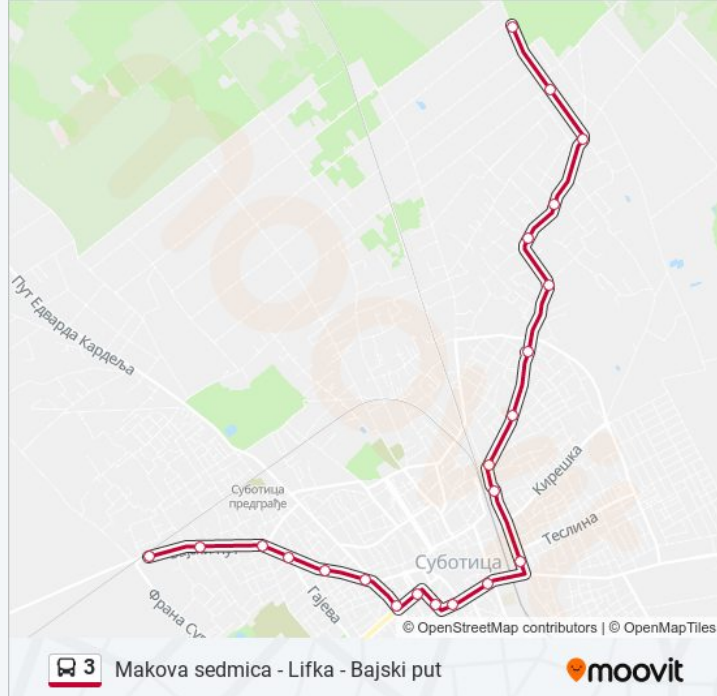 Пут Едварда Кардеља
Кирешка
Суботица
предграђе
Теслина
Суботица
Гајева
Франа Су
© OpenStreetMap contributors | © OpenMapTiles
3 Makova sedmica - Lifka - Bajski put
moovit